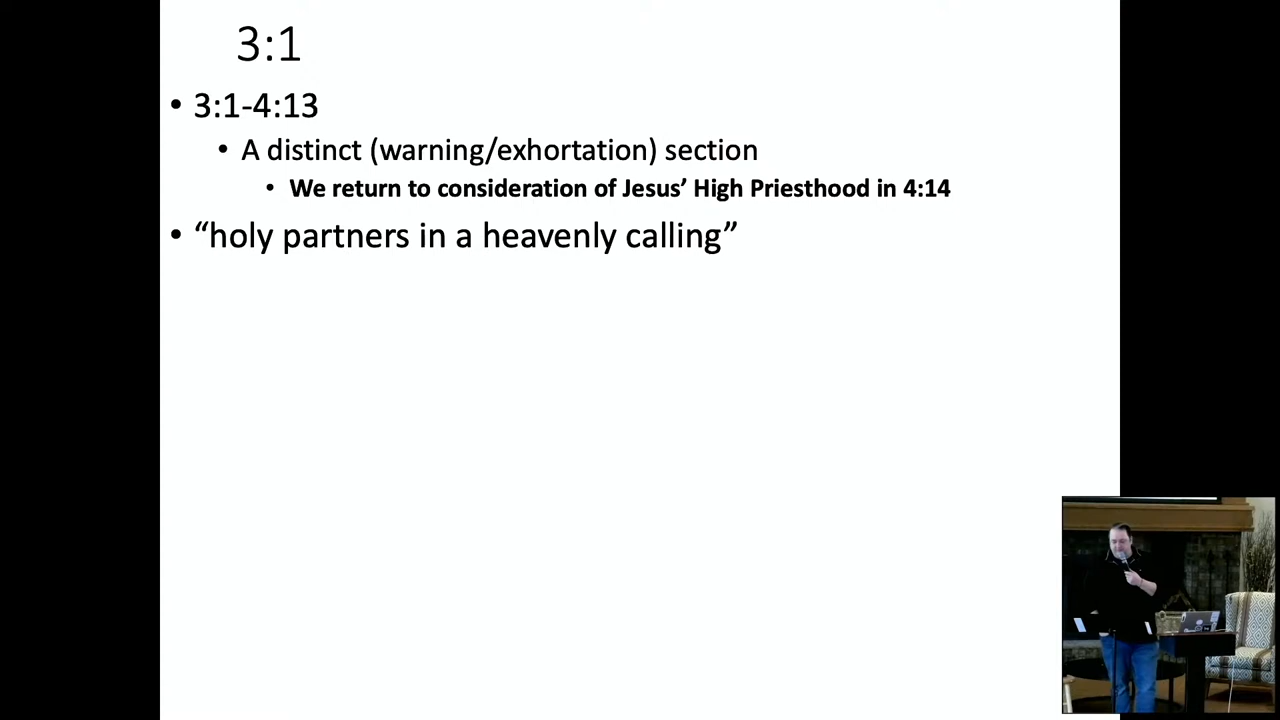 3:1
• 3:1-4:13
• A distinct (warning/exhortation) section
• We return to consideration of Jesus’ High Priesthood in 4:14
• “holy partners in a heavenly calling”